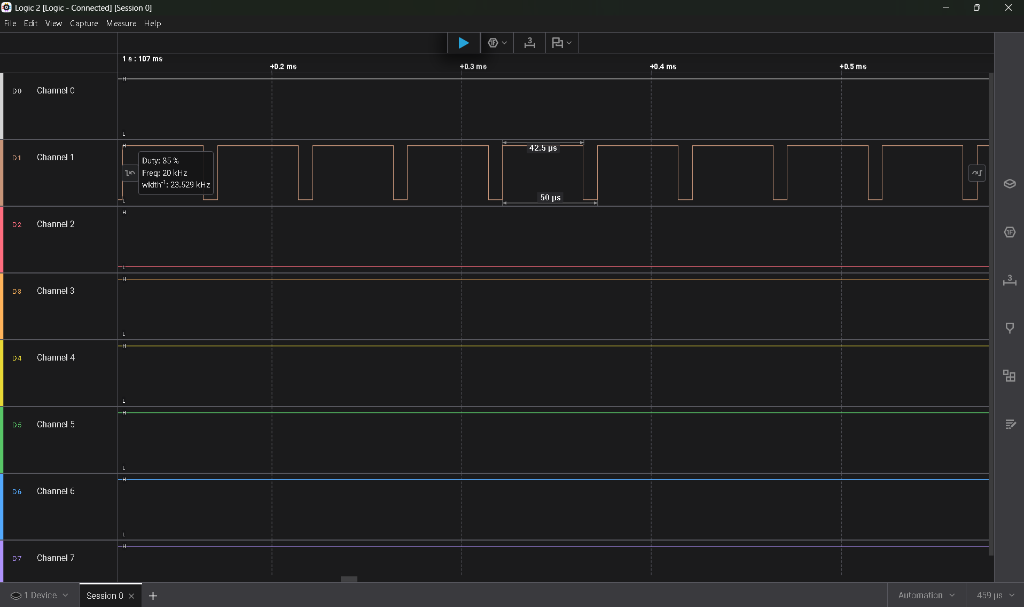 Logic 2 [Logic - Connected] [Session 0]
File Edit View Capture Measure Help
1 s : 107 ms
+0.2 ms +0.3 ms +0.4 ms +0.5 ms
D0 Channel 0
H
L
D1 Channel 1
H
L
Duty: 85 %
Freq: 20 kHz
width⁻¹: 23.529 kHz
42.5 µs
50 µs
D2 Channel 2
H
L
D3 Channel 3
H
L
D4 Channel 4
H
L
D5 Channel 5
H
L
D6 Channel 6
H
L
D7 Channel 7
H
1 Device
Session 0
Automation
459 µs